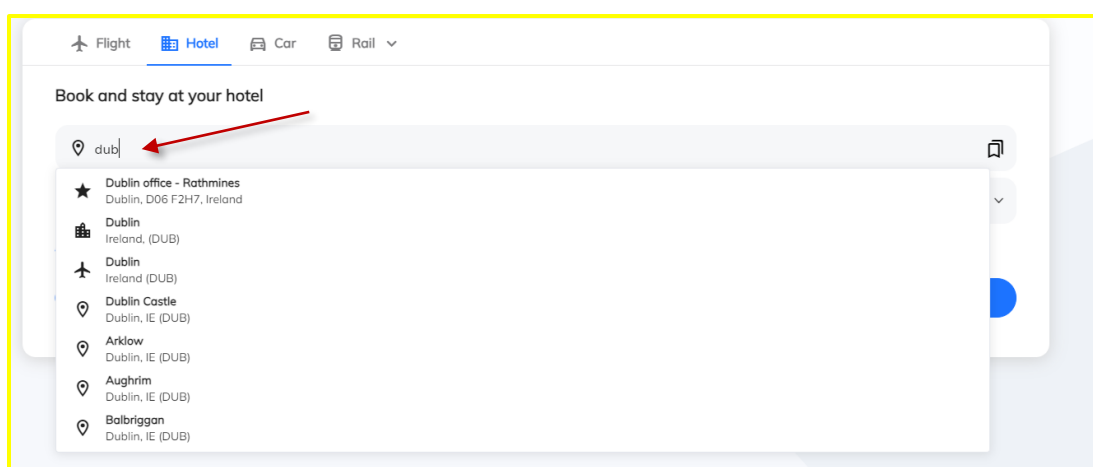 Flight Hotel Car Rail
Book and stay at your hotel
dub
Dublin office - Rathmines
Dublin, D06 F2H7, Ireland
Dublin
Ireland, (DUB)
Dublin
Ireland (DUB)
Dublin Castle
Dublin, IE (DUB)
Arklow
Dublin, IE (DUB)
Aughrim
Dublin, IE (DUB)
Balbriggan
Dublin, IE (DUB)